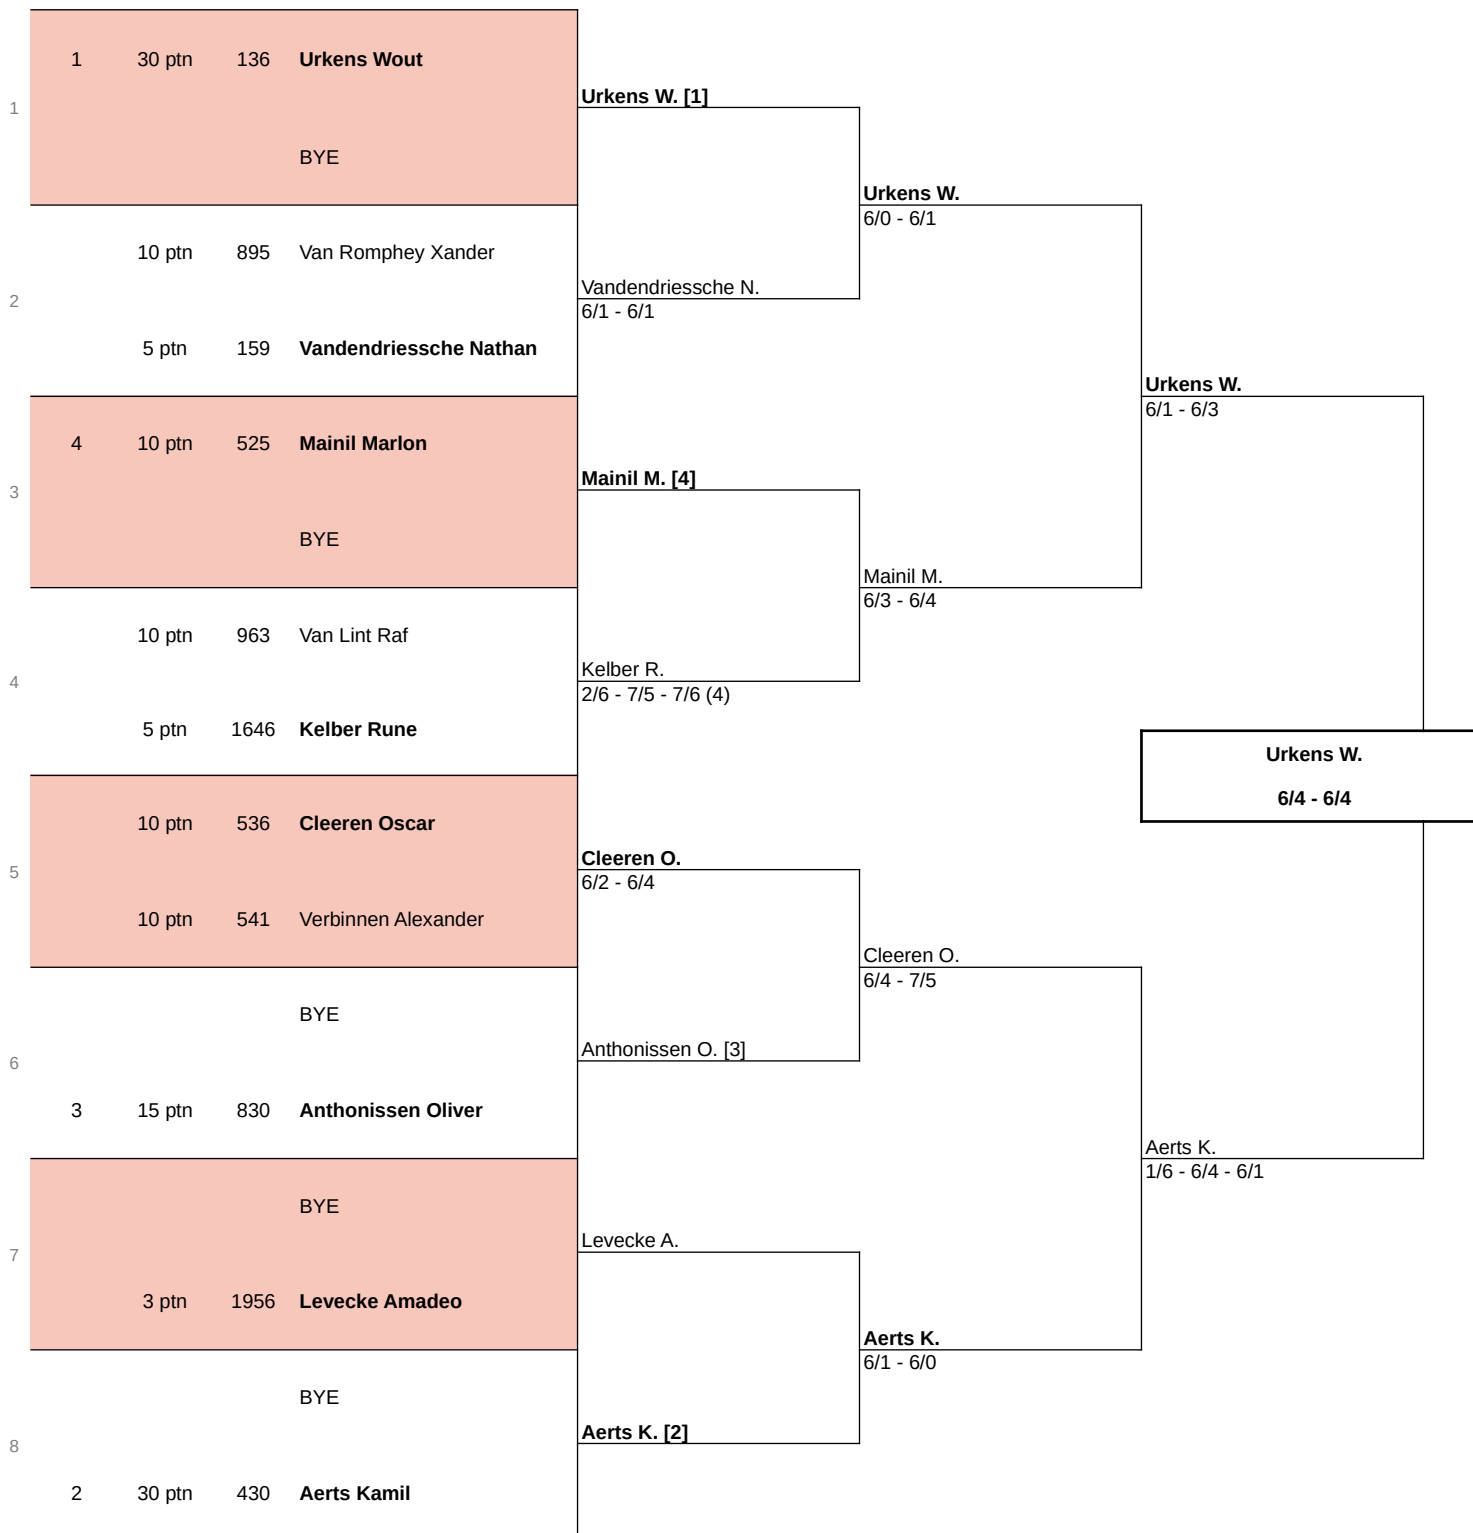 1 30 ptn 136 Urkens Wout
1
BYE
10 ptn 895 Van Romphey Xander
2
5 ptn 159 Vandendriessche Nathan
4 10 ptn 525 Mainil Marlon
3
BYE
10 ptn 963 Van Lint Raf
4
5 ptn 1646 Kelber Rune
10 ptn 536 Cleeren Oscar
5
10 ptn 541 Verbinnen Alexander
BYE
6
3 15 ptn 830 Anthonissen Oliver
BYE
7
3 ptn 1956 Levecke Amadeo
BYE
8
2 30 ptn 430 Aerts Kamil
Urkens W. [1]
Vandendriessche N.
6/1 - 6/1
Mainil M. [4]
Kelber R.
2/6 - 7/5 - 7/6 (4)
Cleeren O.
6/2 - 6/4
Anthonissen O. [3]
Levecke A.
Aerts K. [2]
Urkens W.
6/0 - 6/1
Mainil M.
6/3 - 6/4
Cleeren O.
6/4 - 7/5
Aerts K.
6/1 - 6/0
Urkens W.
6/1 - 6/3
Aerts K.
1/6 - 6/4 - 6/1
Urkens W.
6/4 - 6/4